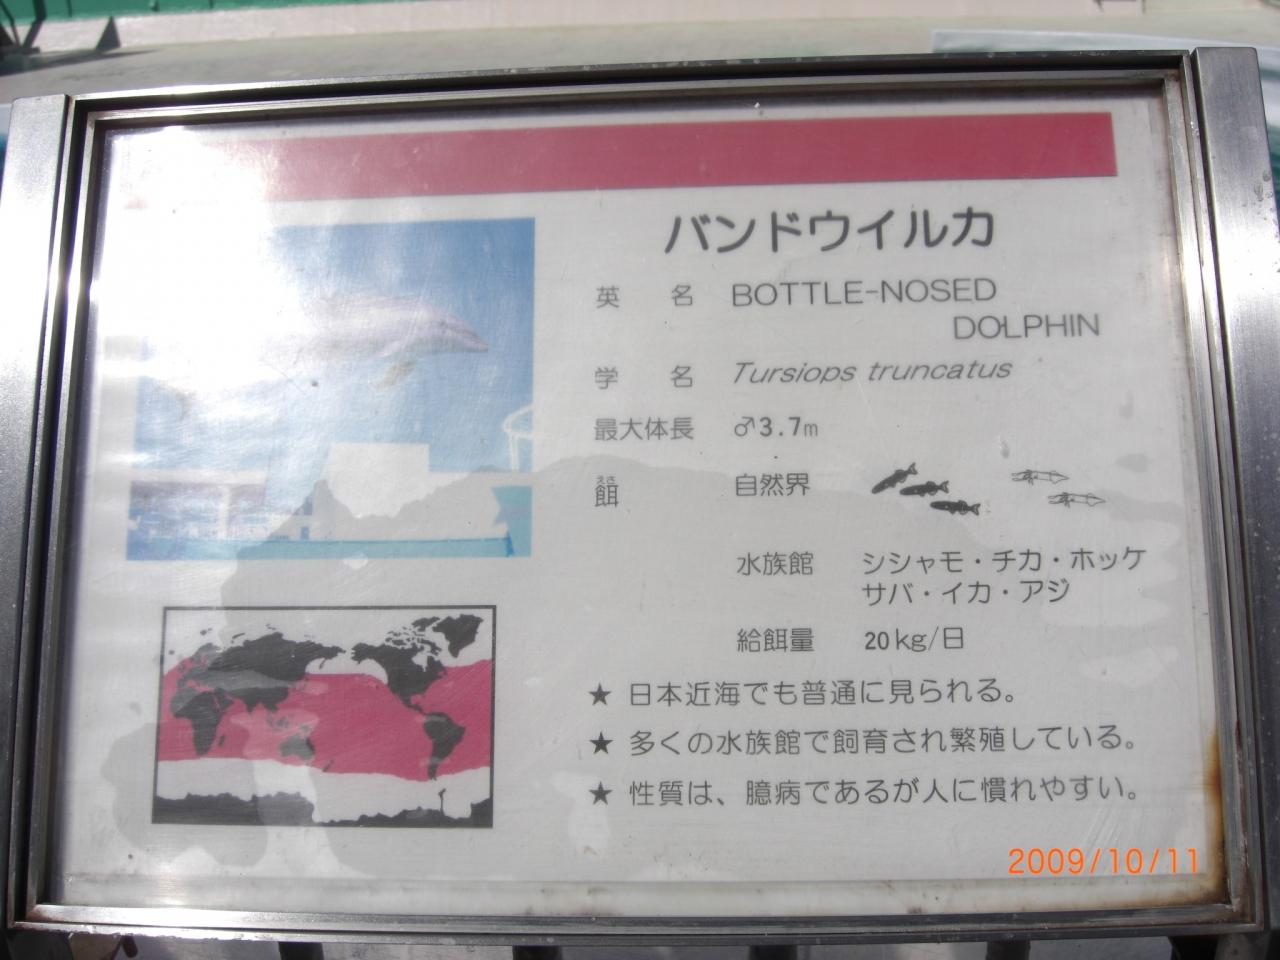 バンドウイルカ
英 名 BOTTLE-NOSED
DOLPHIN
学 名 Tursiops truncatus
最大体長 ♂3.7m
えさ
餌 自然界
水族館 シシャモ・チカ・ホッケ
サバ・イカ・アジ
給餌量 20kg/日
★ 日本近海でも普通に見られる。
★ 多くの水族館で飼育され繁殖している。
★ 性質は、臆病であるが人に慣れやすい。
2009/10/11